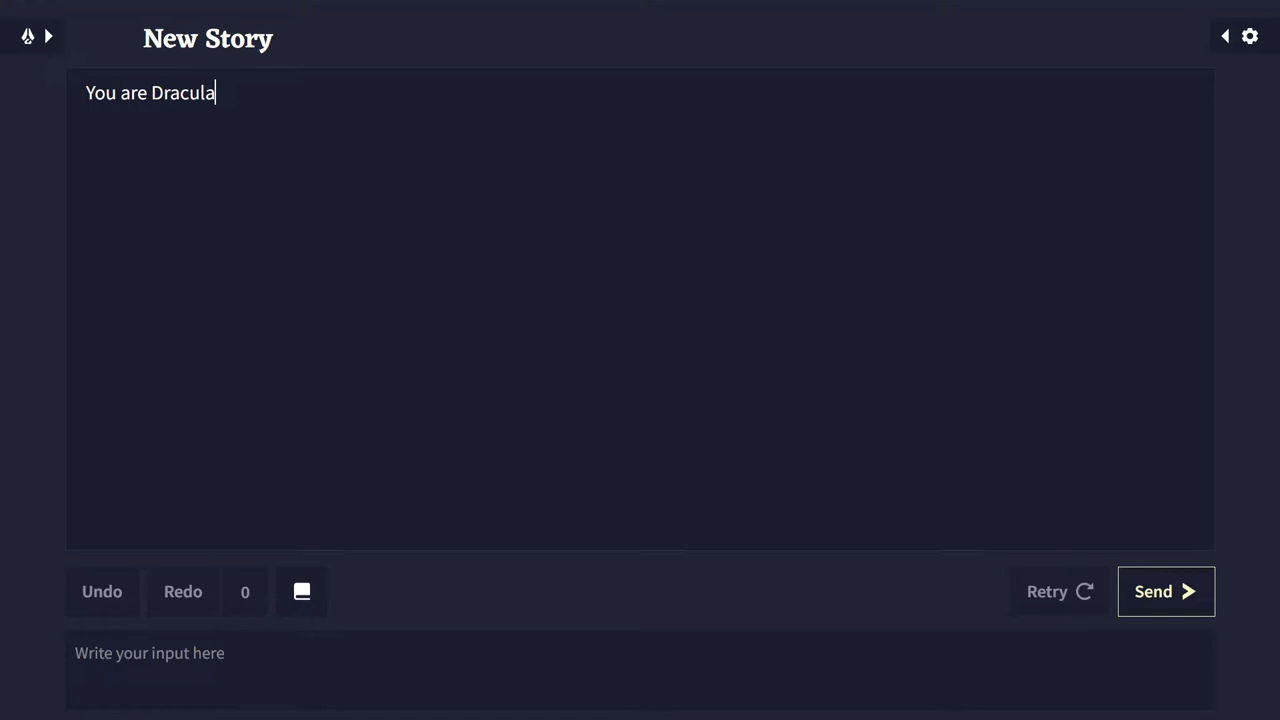 New Story
You are Dracula
Undo
Redo
0
Retry
Send
Write your input here